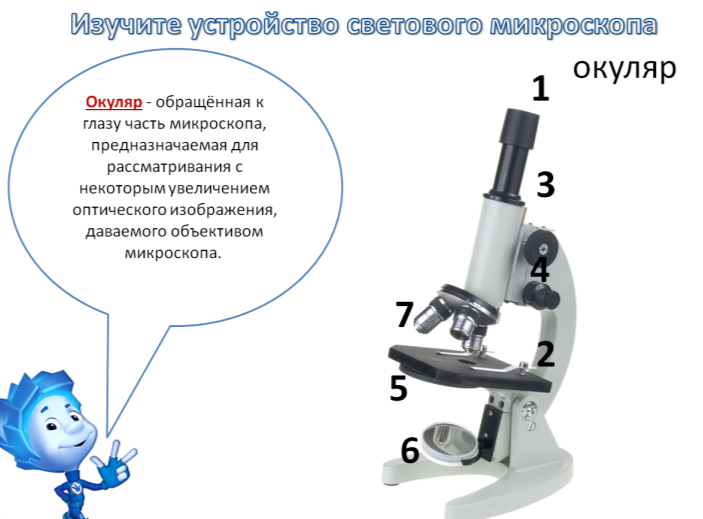 Изучите устройство светового микроскопа
Окуляр - обращённая к
глазу часть микроскопа,
предназначаемая для
рассматривания с
некоторым увеличением
оптического изображения,
даваемого объективом
микроскопа.
окуляр
1
3
4
7
2
5
6